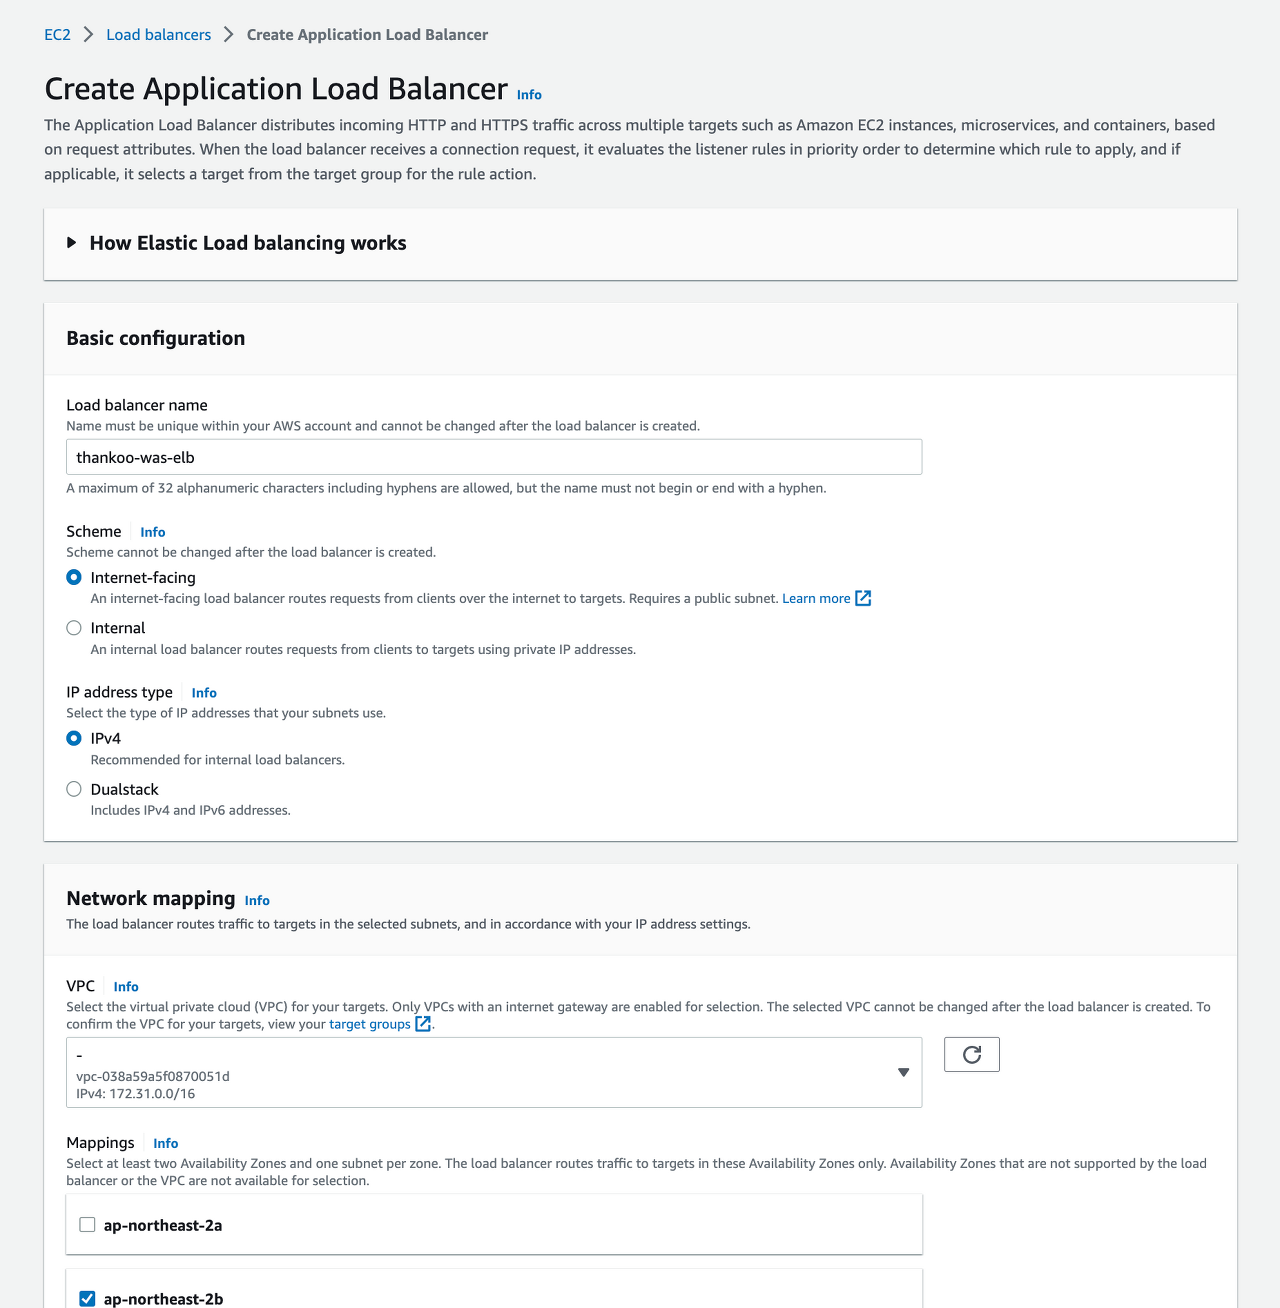 EC2 > Load balancers > Create Application Load Balancer
Create Application Load Balancer Info
The Application Load Balancer distributes incoming HTTP and HTTPS traffic across multiple targets such as Amazon EC2 instances, microservices, and containers, based
on request attributes. When the load balancer receives a connection request, it evaluates the listener rules in priority order to determine which rule to apply, and if
applicable, it selects a target from the target group for the rule action.
How Elastic Load balancing works
Basic configuration
Load balancer name
Name must be unique within your AWS account and cannot be changed after the load balancer is created.
thankoo-was-elb
A maximum of 32 alphanumeric characters including hyphens are allowed, but the name must not begin or end with a hyphen.
Scheme Info
Scheme cannot be changed after the load balancer is created.
Internet-facing
An internet-facing load balancer routes requests from clients over the internet to targets. Requires a public subnet. Learn more
Internal
An internal load balancer routes requests from clients to targets using private IP addresses.
IP address type Info
Select the type of IP addresses that your subnets use.
IPv4
Recommended for internal load balancers.
Dualstack
Includes IPv4 and IPv6 addresses.
Network mapping Info
The load balancer routes traffic to targets in the selected subnets, and in accordance with your IP address settings.
VPC Info
Select the virtual private cloud (VPC) for your targets. Only VPCs with an internet gateway are enabled for selection. The selected VPC cannot be changed after the load balancer is created. To
confirm the VPC for your targets, view your target groups.
-
vpc-038a59a5f0870051d
IPv4: 172.31.0.0/16
Mappings Info
Select at least two Availability Zones and one subnet per zone. The load balancer routes traffic to targets in these Availability Zones only. Availability Zones that are not supported by the load
balancer or the VPC are not available for selection.
ap-northeast-2a
ap-northeast-2b